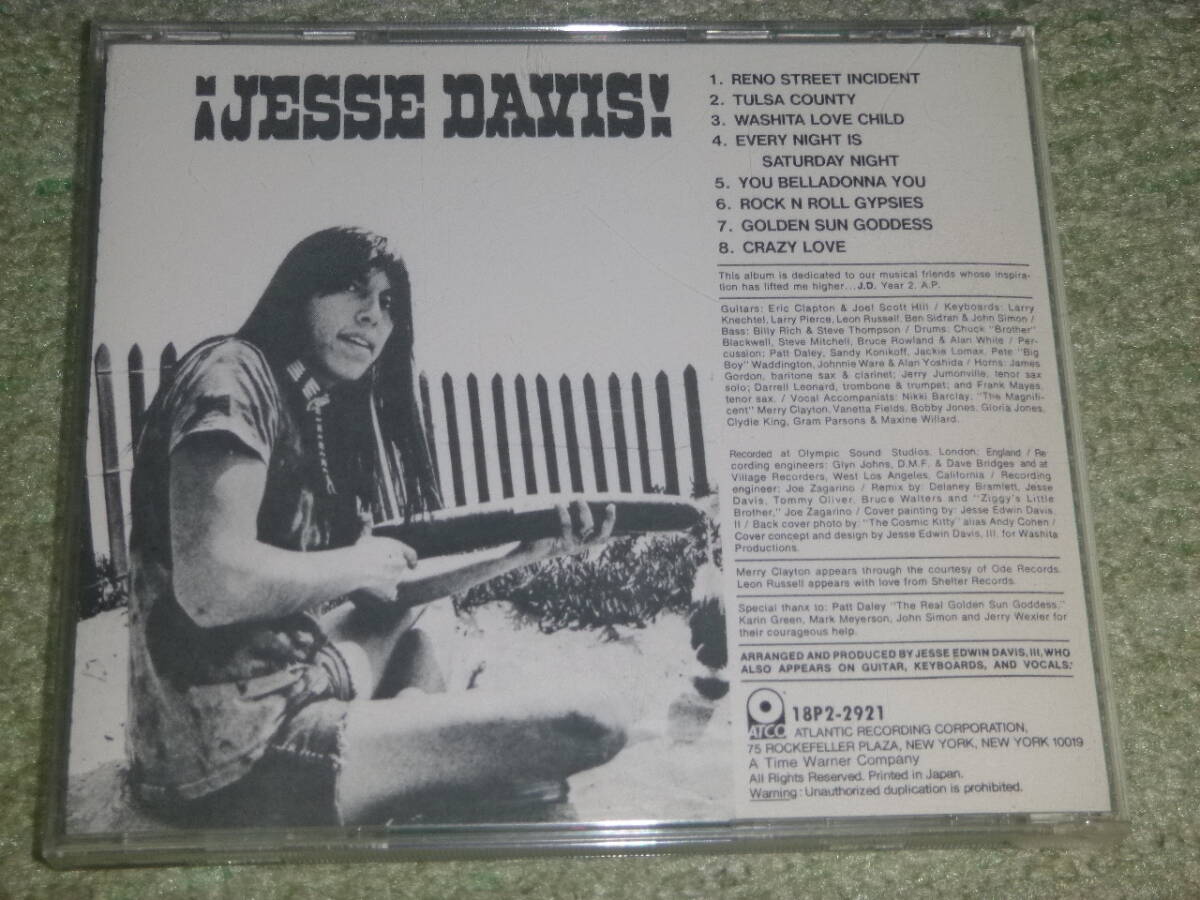 ¡JESSE DAVIS!
1. RENO STREET INCIDENT
2. TULSA COUNTY
3. WASHITA LOVE CHILD
4. EVERY NIGHT IS
SATURDAY NIGHT
5. YOU BELLADONNA YOU
6. ROCK N ROLL GYPSIES
7. GOLDEN SUN GODDESS
8. CRAZY LOVE
This album is dedicated to our musical friends whose inspira-
tion has lifted me higher...J.D. Year 2. A.P.
Guitars: Eric Clapton & Joel Scott Hill / Keyboards: Larry
Knechtel, Larry Pierce, Leon Russell, Ben Sidran & John Simon /
Bass: Billy Rich & Steve Thompson / Drums: Chuck "Brother"
Blackwell, Steve Mitchell, Bruce Rowland & Alan White / Per-
cussion: Patt Daley, Sandy Konikoff, Jackie Lomax, Pete "Big
Boy" Waddington, Johnnie Ware & Alan Yoshida / Horns: James
Gordon, baritone sax & clarinet; Jerry Jumonville, tenor sax
solo; Darrell Leonard, trombone & trumpet; and Frank Mayes,
tenor sax. / Vocal Accompanists: Nikki Barclay, "The Magnifi-
cent" Merry Clayton, Vanetta Fields, Bobby Jones, Gloria Jones,
Clydie King, Gram Parsons & Maxine Willard.
Recorded at Olympic Sound Studios, London; England / Re
cording engineers: Glyn Johns, D.M.F. & Dave Bridges and at
Village Recorders, West Los Angeles, California / Recording
engineer: Joe Zagarino / Remix by: Delaney Bramlett, Jesse
Davis, Tommy Oliver, Bruce Walters and "Ziggy's Little
Brother," Joe Zagarino / Cover painting by: Jesse Edwin Davis
II / Back cover photo by: "The Cosmic Kitty" alias Andy Cohen /
Cover concept and design by Jesse Edwin Davis, III, for Washita
Productions.
Merry Clayton appears through the courtesy of Ode Records.
Leon Russell appears with love from Shelter Records.
Special thanx to: Patt Daley "The Real Golden Sun Goddess,"
Karin Green, Mark Meyerson, John Simon and Jerry Wexler for
their courageous help.
ARRANGED AND PRODUCED BY JESSE EDWIN DAVIS, III, WHO
ALSO APPEARS ON GUITAR, KEYBOARDS, AND VOCALS.
ATCO
18P2-2921
ATLANTIC RECORDING CORPORATION,
75 ROCKEFELLER PLAZA, NEW YORK, NEW YORK 10019
A Time Warner Company
All Rights Reserved. Printed in Japan.
Warning: Unauthorized duplication is prohibited.